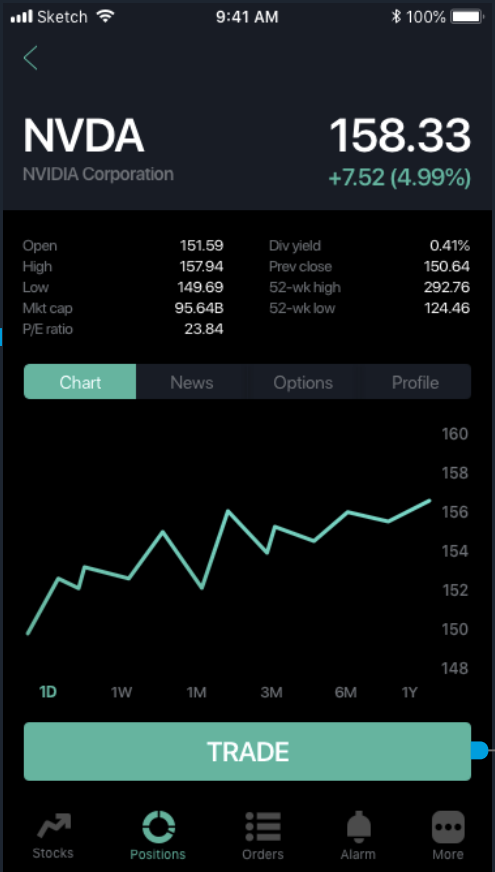 Sketch 9:41 AM 100%
NVDA 158.33
NVIDIA Corporation +7.52 (4.99%)
Open 151.59 Div yield 0.41%
High 157.94 Prev close 150.64
Low 149.69 52-wk high 292.76
Mkt cap 95.64B 52-wk low 124.46
P/E ratio 23.84
Chart News Options Profile
160
158
156
154
152
150
148
1D 1W 1M 3M 6M 1Y
TRADE
Stocks Positions Orders Alarm More